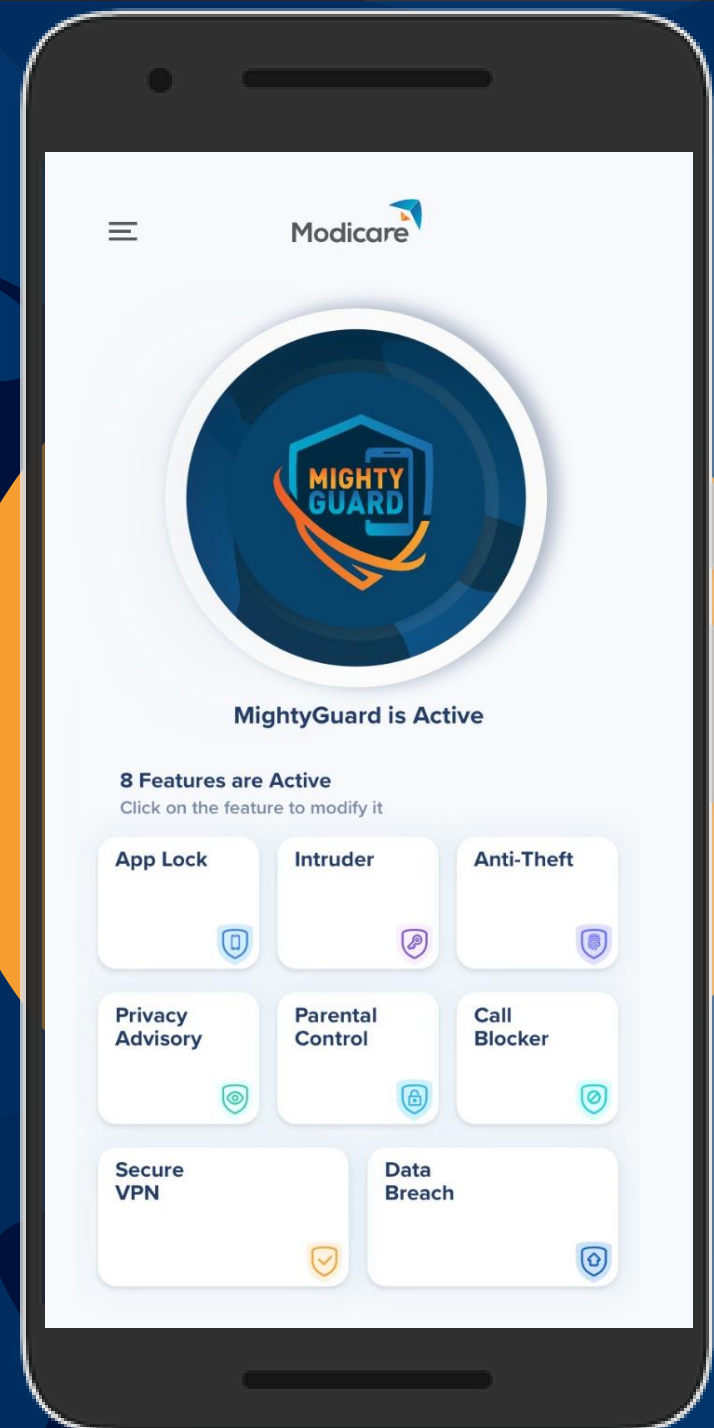 Modicare
MIGHTY
GUARD
MightyGuard is Active
8 Features are Active
Click on the feature to modify it
App Lock
Intruder
Anti-Theft
Privacy
Advisory
Parental
Control
Call
Blocker
Secure
VPN
Data
Breach